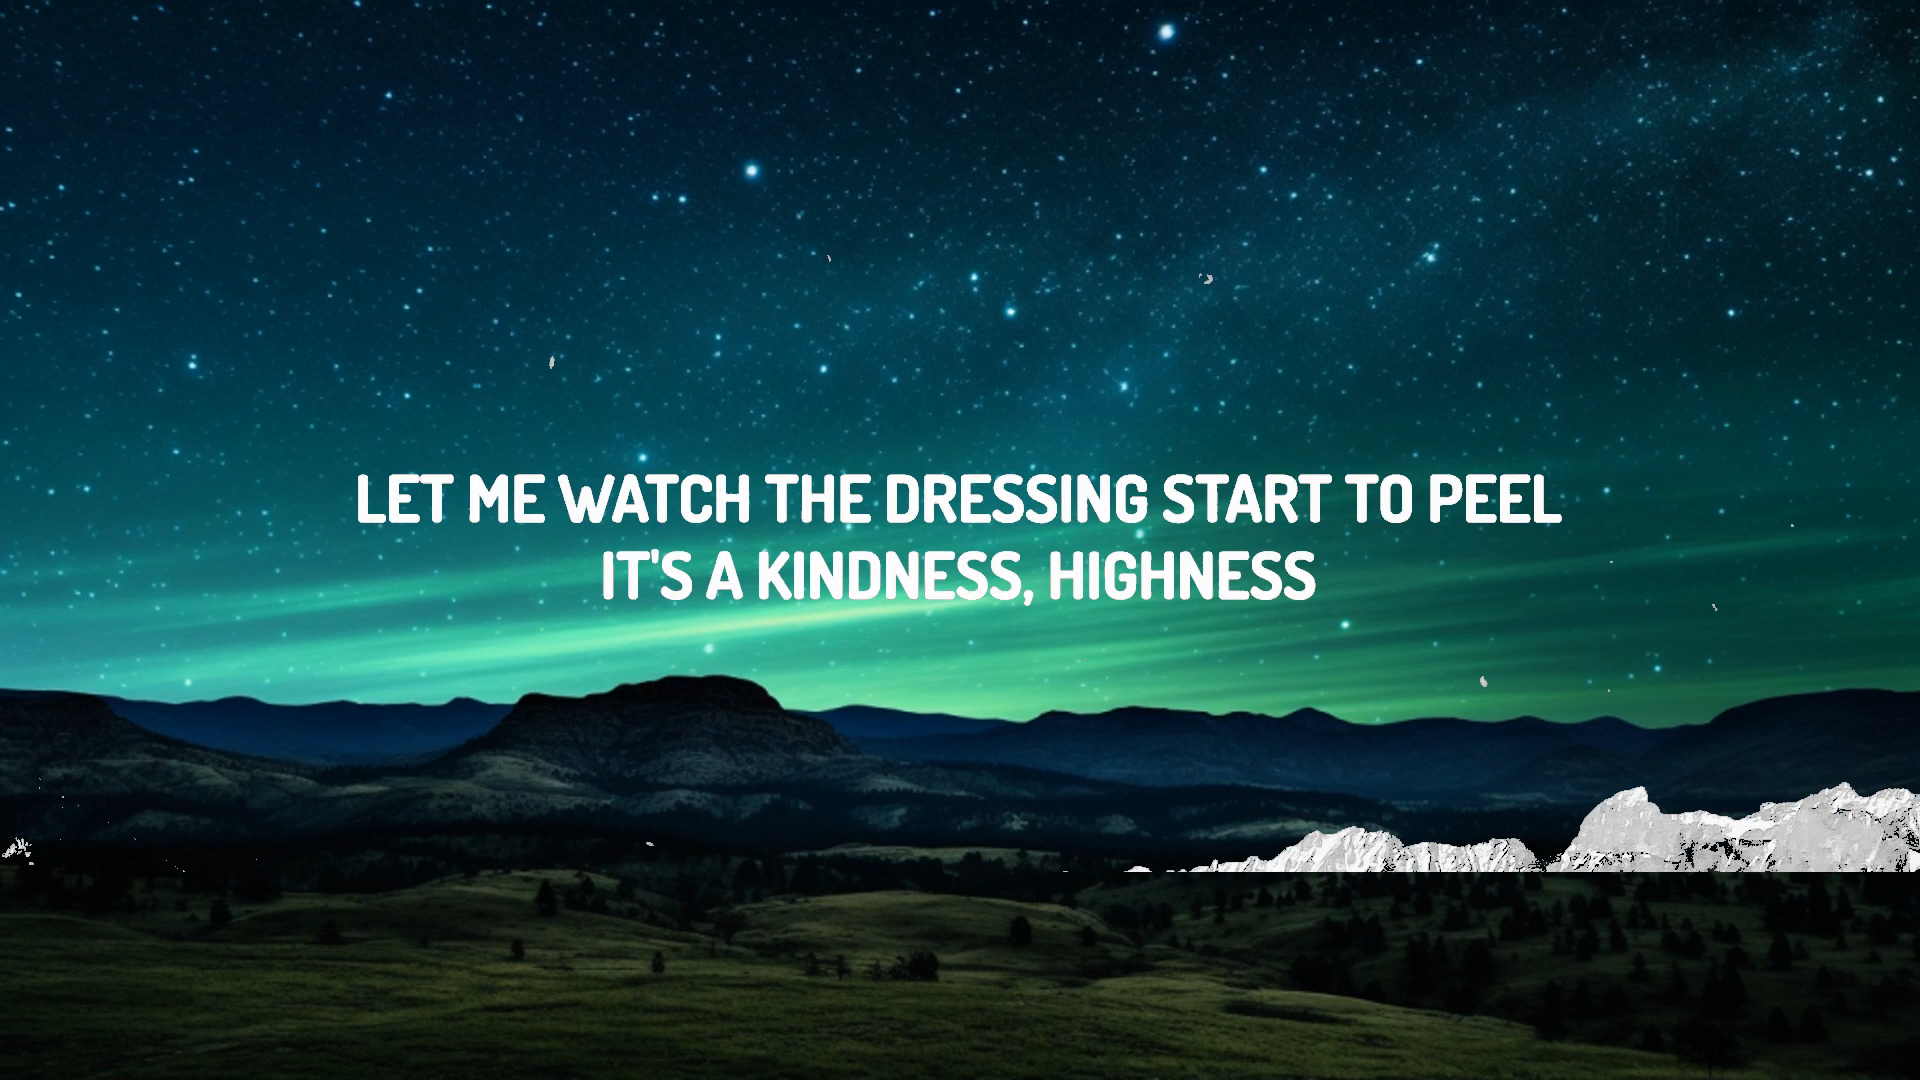 LET ME WATCH THE DRESSING START TO PEEL
IT'S A KINDNESS, HIGHNESS